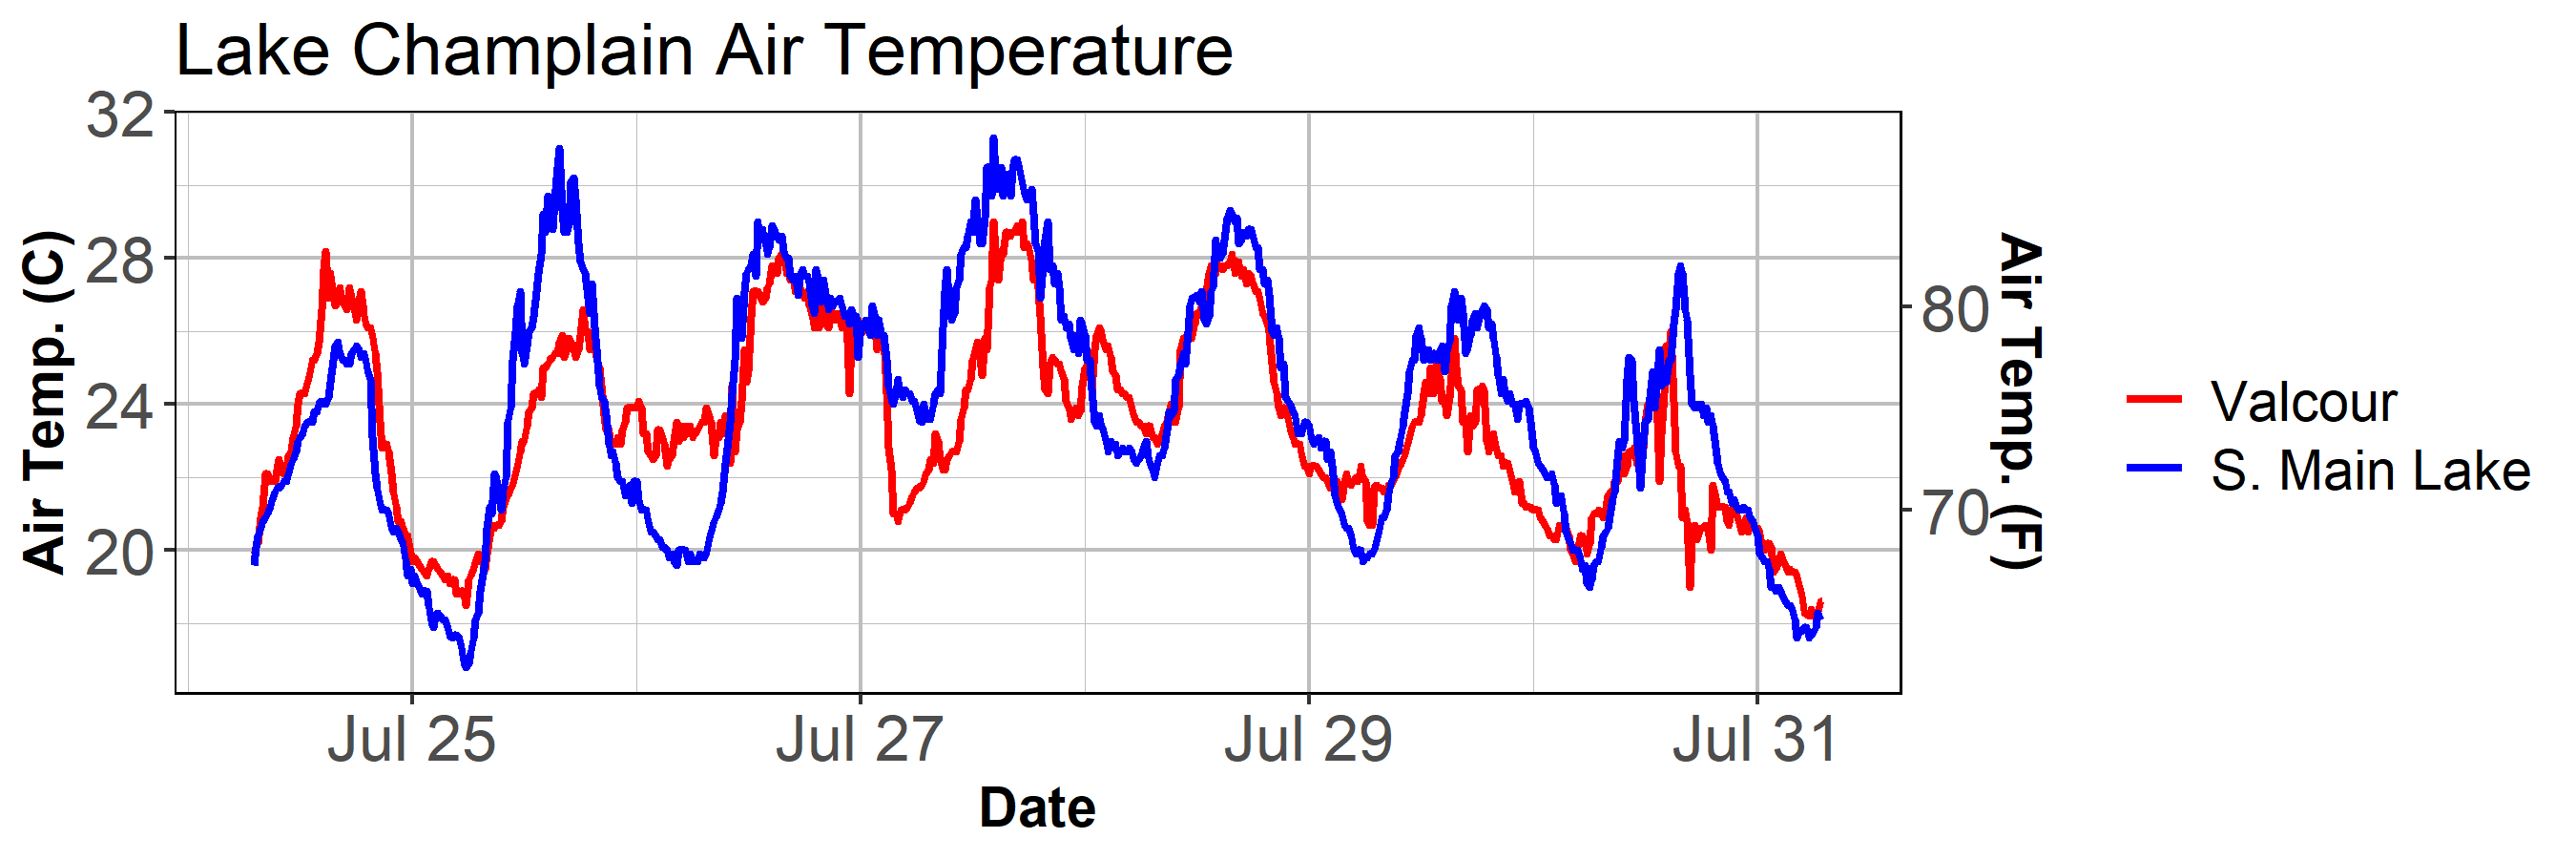 Lake Champlain Air Temperature
32
28
24
20
Air Temp. (C)
80
70
Air Temp. (F)
Jul 25
Jul 27
Jul 29
Jul 31
Date
Valcour
S. Main Lake